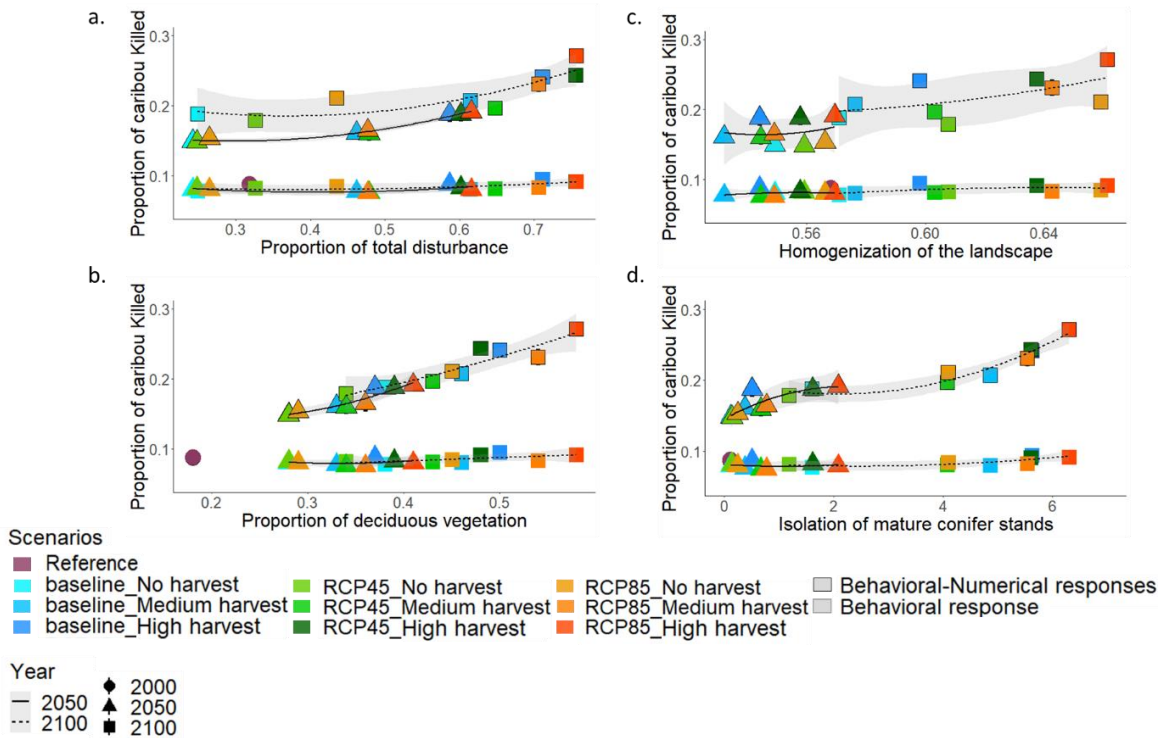 a.
Proportion of caribou Killed
0.3
0.2
0.1
0.3 0.4 0.5 0.6 0.7
Proportion of total disturbance
c.
Proportion of caribou Killed
0.3
0.2
0.1
0.56 0.60 0.64
Homogenization of the landscape
b.
Proportion of caribou Killed
0.3
0.2
0.1
0.2 0.3 0.4 0.5
Proportion of deciduous vegetation
d.
Proportion of caribou Killed
0.3
0.2
0.1
0 2 4 6
Isolation of mature conifer stands
Scenarios
Reference
baseline_No harvest
baseline_Medium harvest
baseline_High harvest
RCP45_No harvest
RCP45_Medium harvest
RCP45_High harvest
RCP85_No harvest
RCP85_Medium harvest
RCP85_High harvest
Behavioral-Numerical responses
Behavioral response
Year
2050
2100
2000
2050
2100